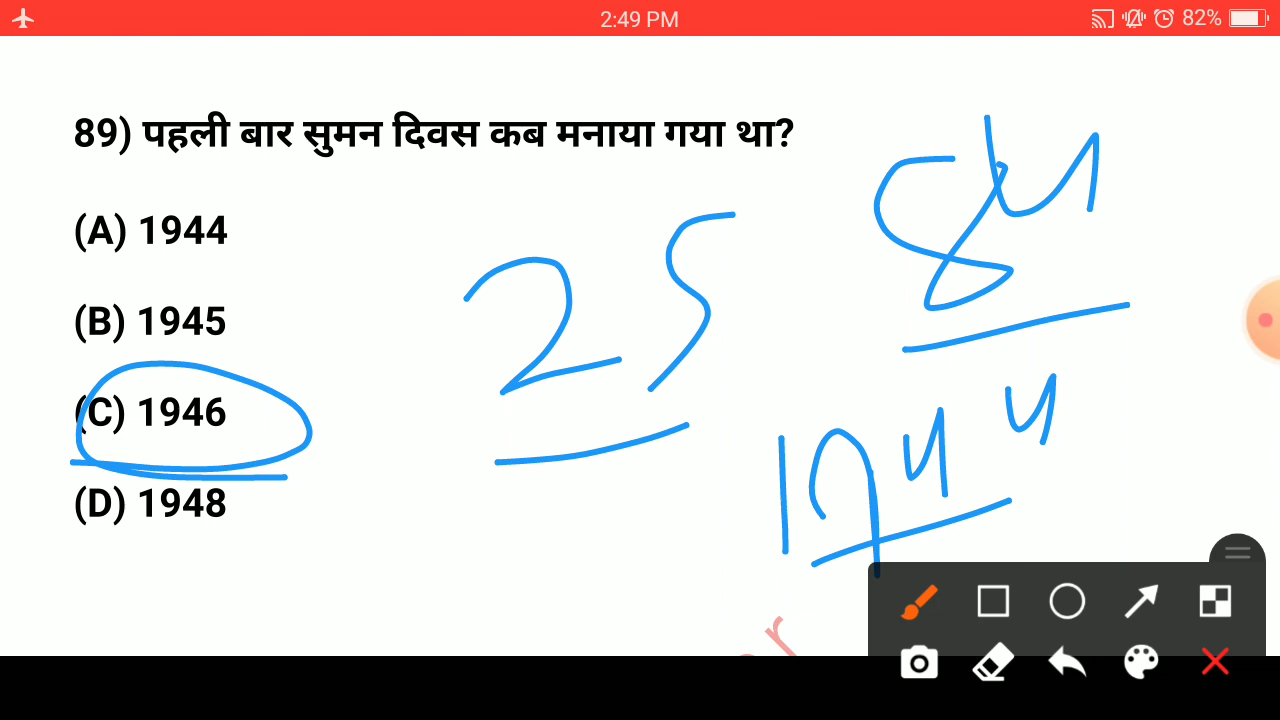 2:49 PM
82%
89) पहली बार सुमन दिवस कब मनाया गया था?
(A) 1944
(B) 1945
(C) 1946
(D) 1948
25
84
1944